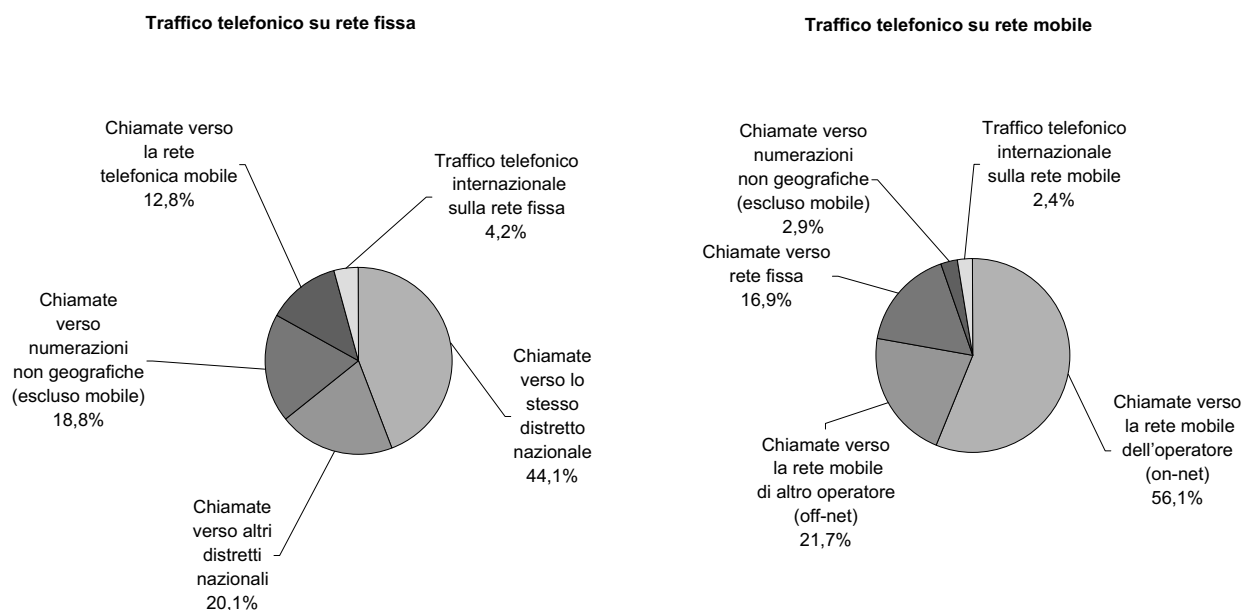 Traffico telefonico su rete fissa
Chiamate verso
la rete
telefonica mobile
12,8%
Traffico telefonico
internazionale
sulla rete fissa
4,2%
Chiamate
verso
numerazioni
non geografiche
(escluso mobile)
18,8%
Chiamate
verso lo
stesso
distretto
nazionale
44,1%
Chiamate
verso altri
distretti
nazionali
20,1%
Traffico telefonico su rete mobile
Chiamate verso
numerazioni
non geografiche
(escluso mobile)
2,9%
Traffico telefonico
internazionale
sulla rete mobile
2,4%
Chiamate verso
rete fissa
16,9%
Chiamate verso
la rete mobile
dell’operatore
(on-net)
56,1%
Chiamate verso
la rete mobile
di altro operatore
(off-net)
21,7%